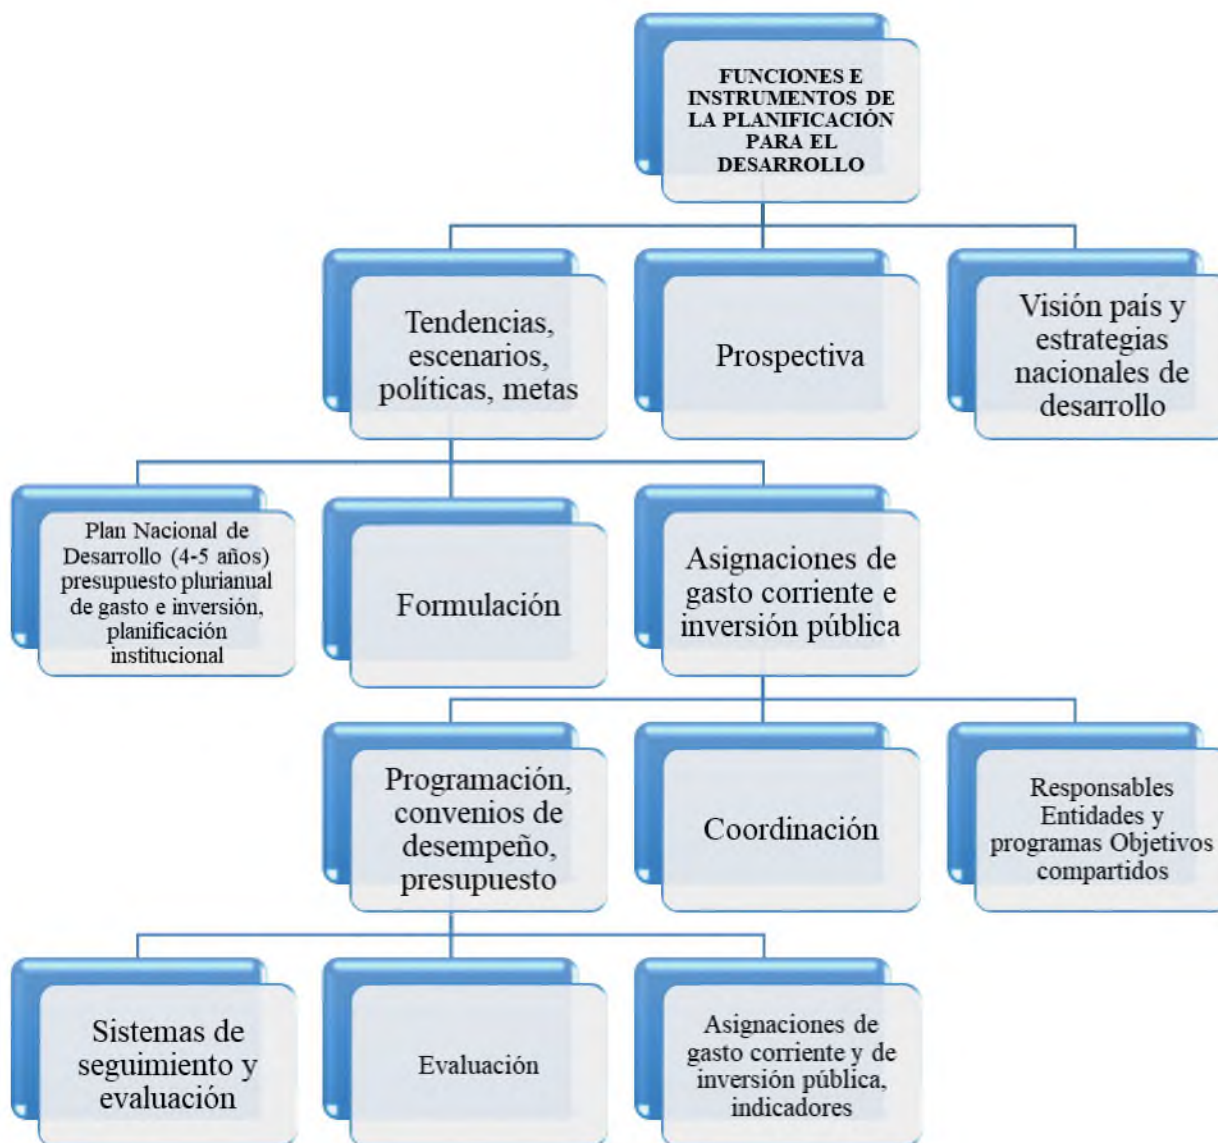 FUNCIONES E
INSTRUMENTOS DE
LA PLANIFICACIÓN
PARA EL
DESARROLLO
Tendencias,
escenarios,
políticas, metas
Prospectiva
Visión país y
estrategias
nacionales de
desarrollo
Plan Nacional de
Desarrollo (4-5 años)
presupuesto plurianual
de gasto e inversión,
planificación
institucional
Formulación
Asignaciones de
gasto corriente e
inversión pública
Programación,
convenios de
desempeño,
presupuesto
Coordinación
Responsables
Entidades y
programas Objetivos
compartidos
Sistemas de
seguimiento y
evaluación
Evaluación
Asignaciones de
gasto corriente y de
inversión pública,
indicadores